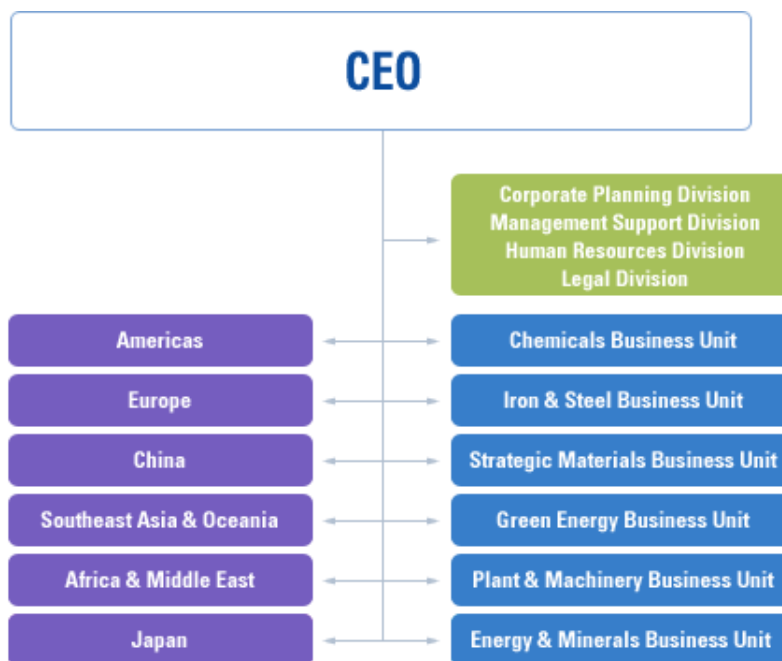 CEO
Corporate Planning Division
Management Support Division
Human Resources Division
Legal Division
Americas
Chemicals Business Unit
Europe
Iron & Steel Business Unit
China
Strategic Materials Business Unit
Southeast Asia & Oceania
Green Energy Business Unit
Africa & Middle East
Plant & Machinery Business Unit
Japan
Energy & Minerals Business Unit